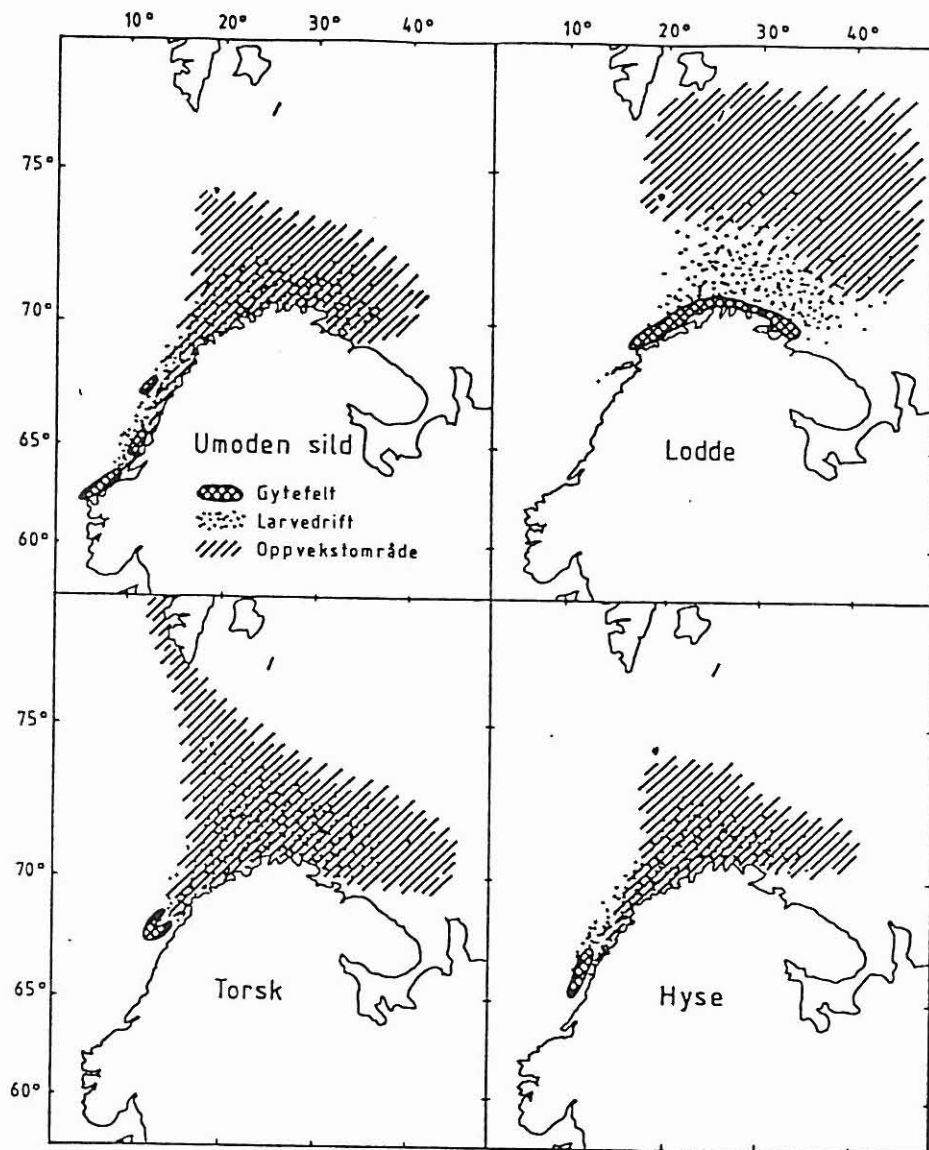 10° 20° 30° 40°
10° 20° 30° 40°
75°
70°
65°
60°
Umoden sild
Gytefelt
Larvedrift
Oppvekstområde
Lodde
75°
70°
65°
60°
Torsk
Hyse